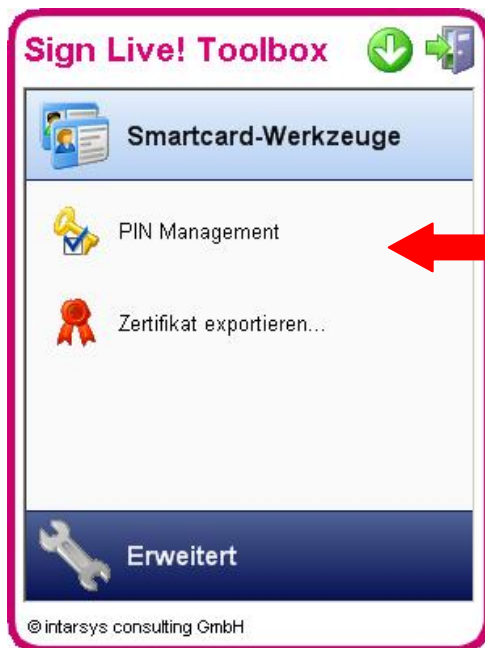 Sign Live! Toolbox
Smartcard-Werkzeuge
PIN Management
Zertifikat exportieren...
Erweitert
© intarsys consulting GmbH